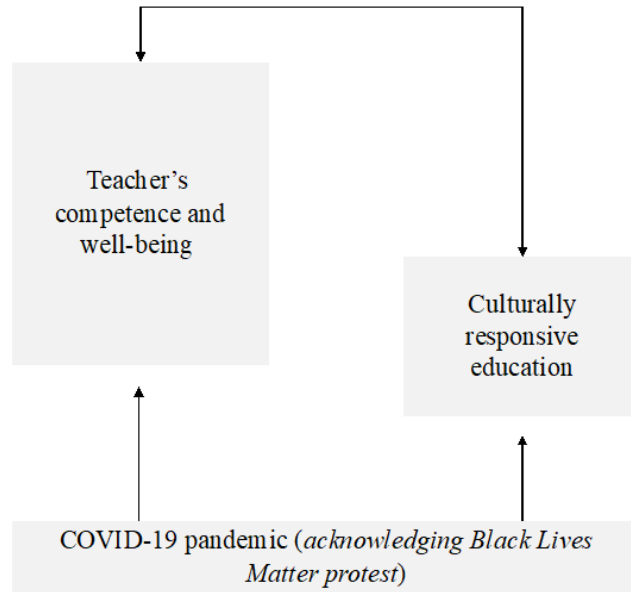 Teacher’s
competence and
well-being
Culturally
responsive
education
COVID-19 pandemic (acknowledging Black Lives
Matter protest)